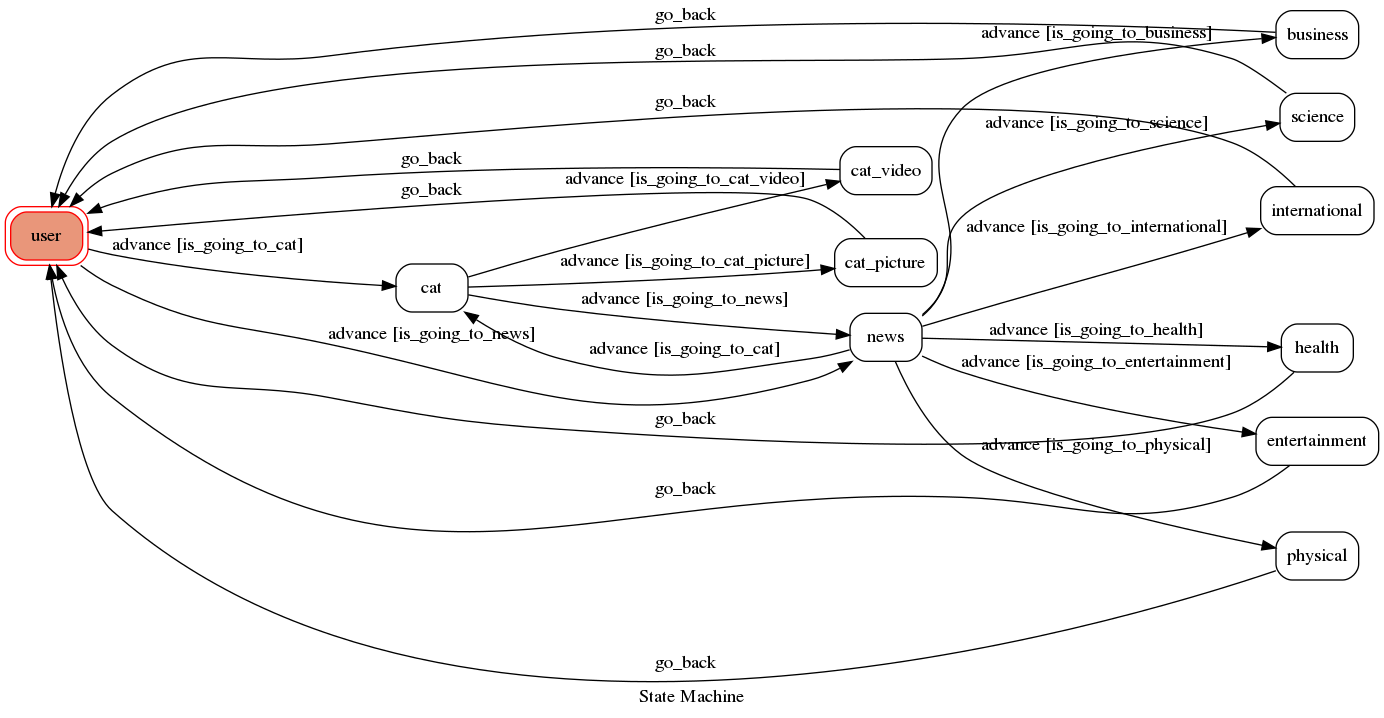 go_back
business
advance [is_going_to_business]
go_back
go_back
science
advance [is_going_to_science]
go_back
cat_video
advance [is_going_to_cat_video]
go_back
international
advance [is_going_to_international]
user
advance [is_going_to_cat]
advance [is_going_to_cat_picture]
cat_picture
cat
advance [is_going_to_news]
advance [is_going_to_news]
news
advance [is_going_to_health]
health
advance [is_going_to_cat]
advance [is_going_to_entertainment]
go_back
entertainment
advance [is_going_to_physical]
go_back
physical
go_back
State Machine